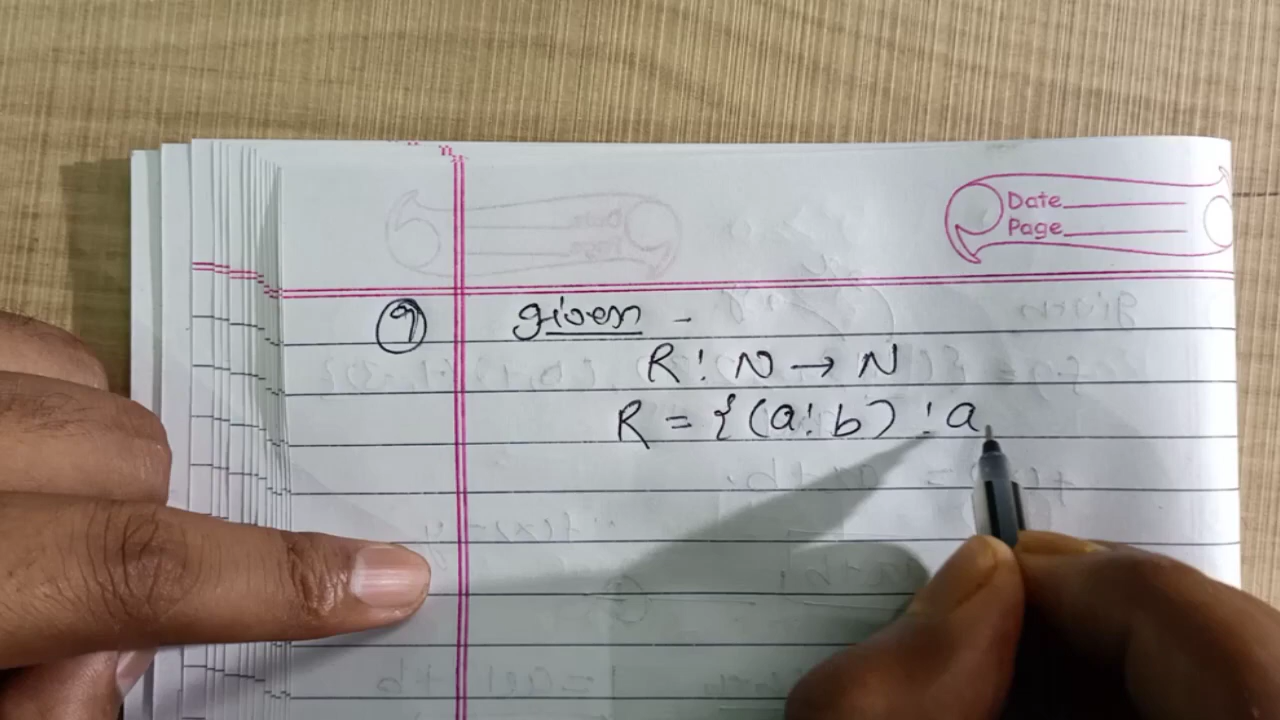 Date
Page
9 given -
R : N → N
R = {(a : b) : a